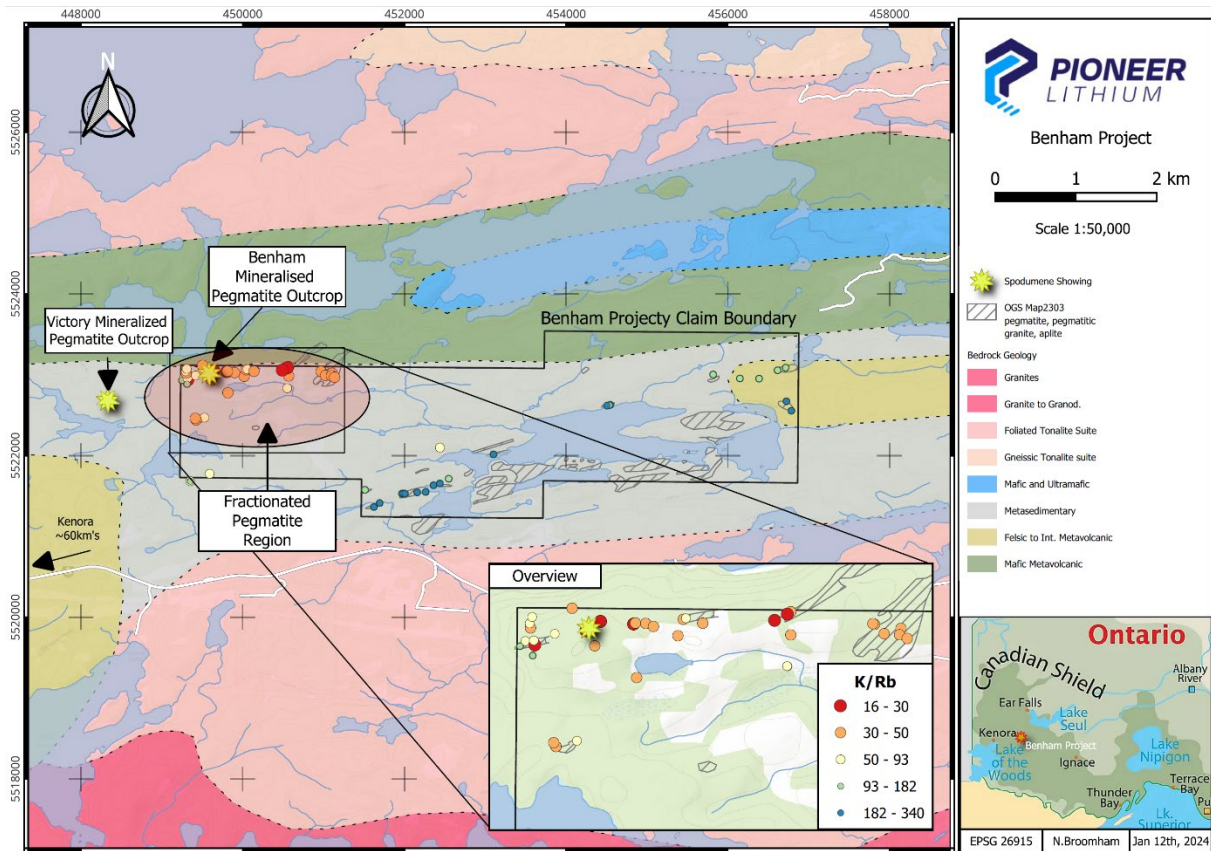 448000
450000
452000
454000
456000
458000
5526000
5524000
5522000
5520000
5518000
N
Benham
Mineralised
Pegmatite Outcrop
Victory Mineralized
Pegmatite Outcrop
Benham Projecty Claim Boundary
Fractionated
Pegmatite
Region
Kenora
~60km's
Overview
K/Rb
16 - 30
30 - 50
50 - 93
93 - 182
182 - 340
PIONEER
LITHIUM
Benham Project
0 1 2 km
Scale 1:50,000
Spodumene Showing
OGS Map2303
pegmatite, pegmatitic
granite, aplite
Bedrock Geology
Granites
Granite to Granod.
Foliated Tonalite Suite
Gneissic Tonalite suite
Mafic and Ultramafic
Metasedimentary
Felsic to Int. Metavolcanic
Mafic Metavolcanic
Ontario
Canadian Shield
Albany
River
Ear Falls
Lake
Seul
Kenora
Benham Project
Lake
of the
Woods
Ignace
Lake
Nipigon
Thunder
Bay
Terrace
Bay
Pu
Lk.
Superior
EPSG 26915
N.Broomham
Jan 12th, 2024